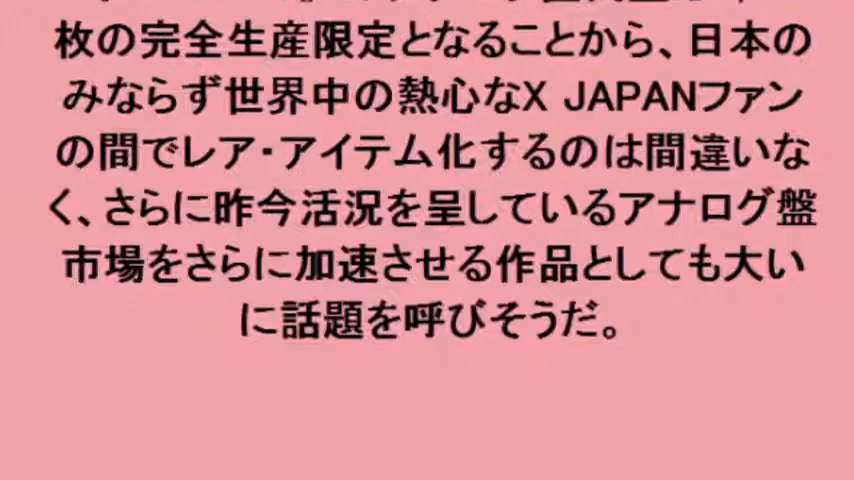 枚の完全生産限定となることから、日本の
みならず世界中の熱心なX JAPANファン
の間でレア・アイテム化するのは間違いな
く、さらに昨今活況を呈しているアナログ盤
市場をさらに加速させる作品としても大い
に話題を呼びそうだ。